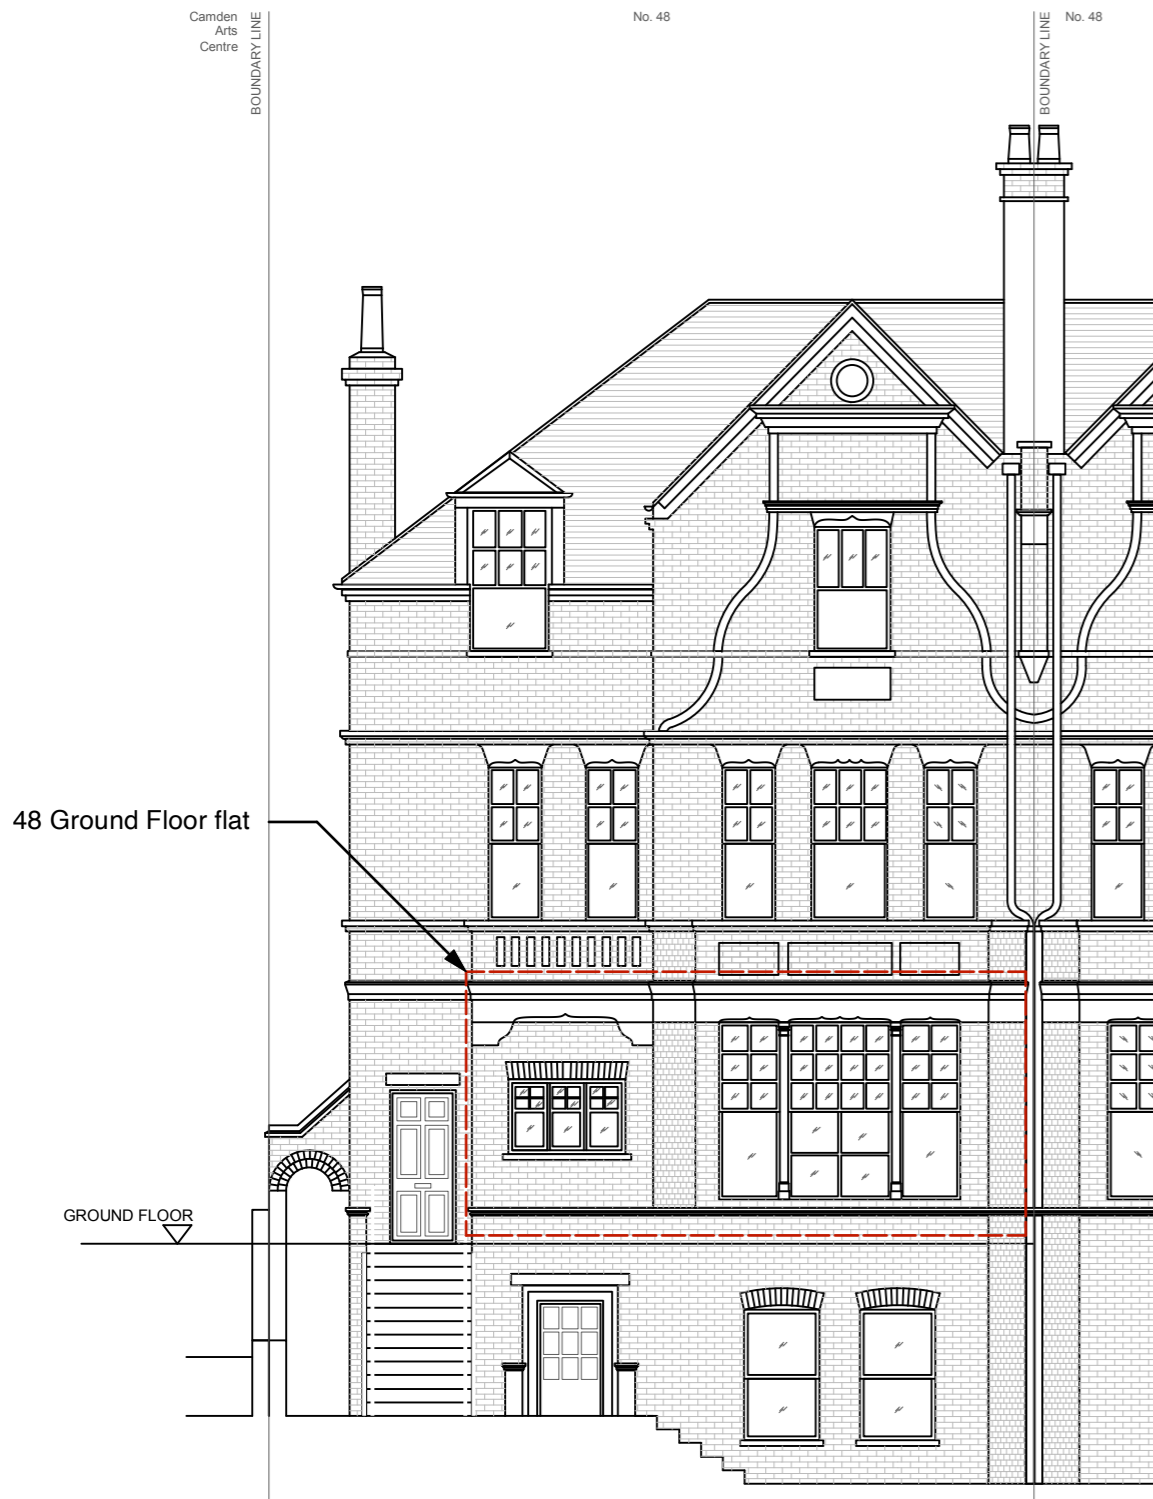 Camden
Arts
Centre
BOUNDARY LINE
No. 48
BOUNDARY LINE
No. 48
48 Ground Floor flat
GROUND FLOOR